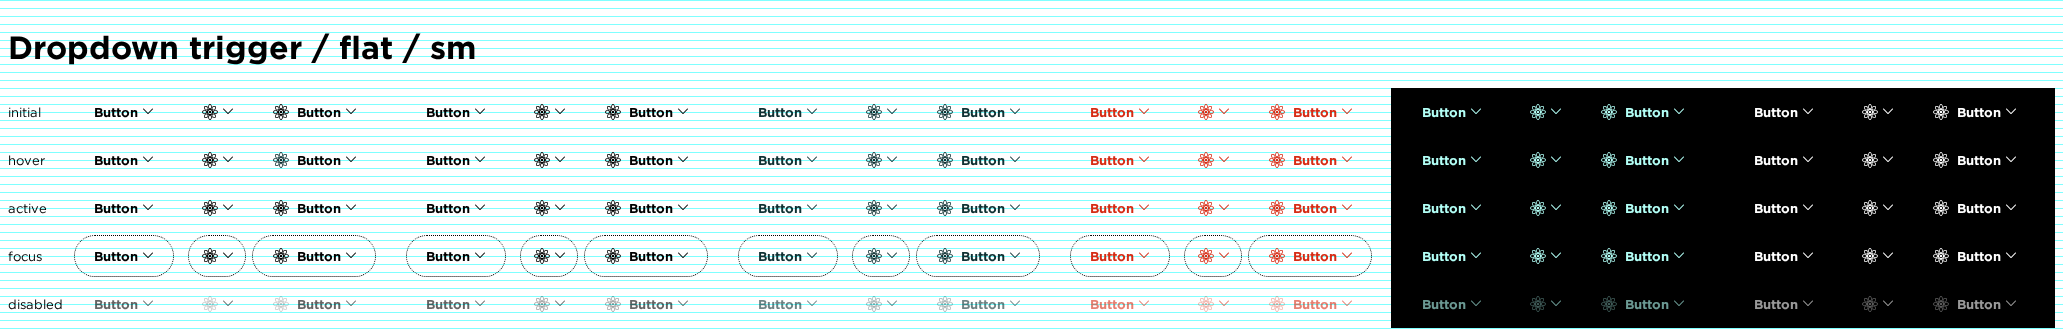 Dropdown trigger / flat / sm
initial Button Button Button Button Button Button Button Button Button Button Button Button
hover Button Button Button Button Button Button Button Button Button Button Button Button
active Button Button Button Button Button Button Button Button Button Button Button Button
focus Button Button Button Button Button Button Button Button Button Button Button Button
disabled Button Button Button Button Button Button Button Button Button Button Button Button